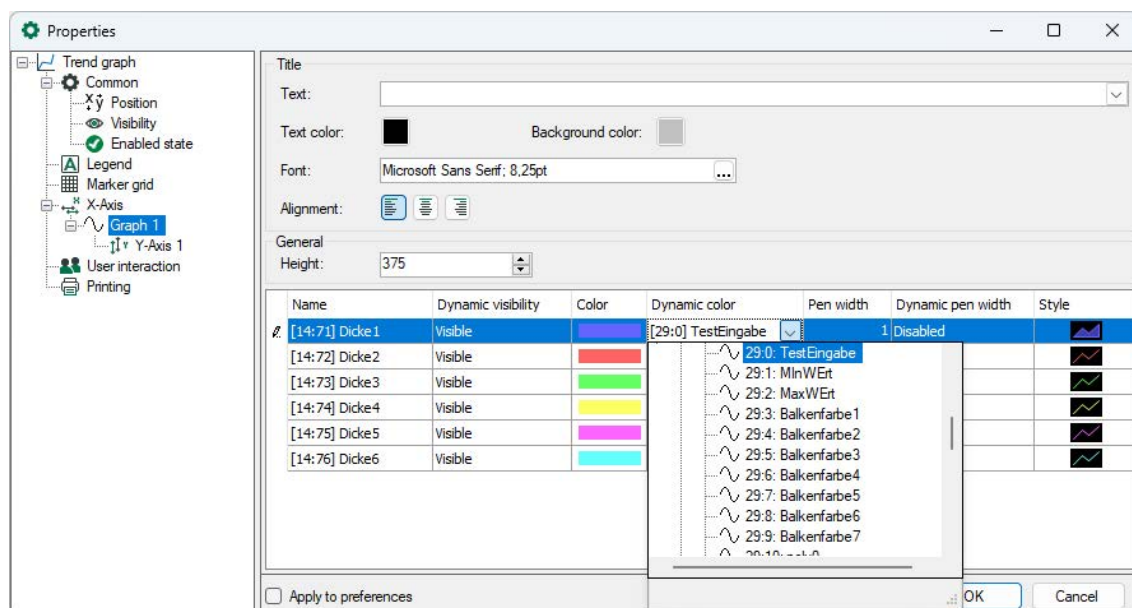 Properties
Trend graph
Common
Position
Visibility
Enabled state
Legend
Marker grid
X-Axis
Graph 1
Y-Axis 1
User interaction
Printing
Title
Text:
Text color: Background color:
Font: Microsoft Sans Serif; 8,25pt ...
Alignment:
General
Height: 375
Name Dynamic visibility Color Dynamic color Pen width Dynamic pen width Style
[14:71] Dicke1 Visible [29:0] TestEingabe 1 Disabled
[14:72] Dicke2 Visible
[14:73] Dicke3 Visible
[14:74] Dicke4 Visible
[14:75] Dicke5 Visible
[14:76] Dicke6 Visible
29:0: TestEingabe
29:1: MInWErt
29:2: MaxWErt
29:3: Balkenfarbe1
29:4: Balkenfarbe2
29:5: Balkenfarbe3
29:6: Balkenfarbe4
29:7: Balkenfarbe5
29:8: Balkenfarbe6
29:9: Balkenfarbe7
Apply to preferences OK Cancel